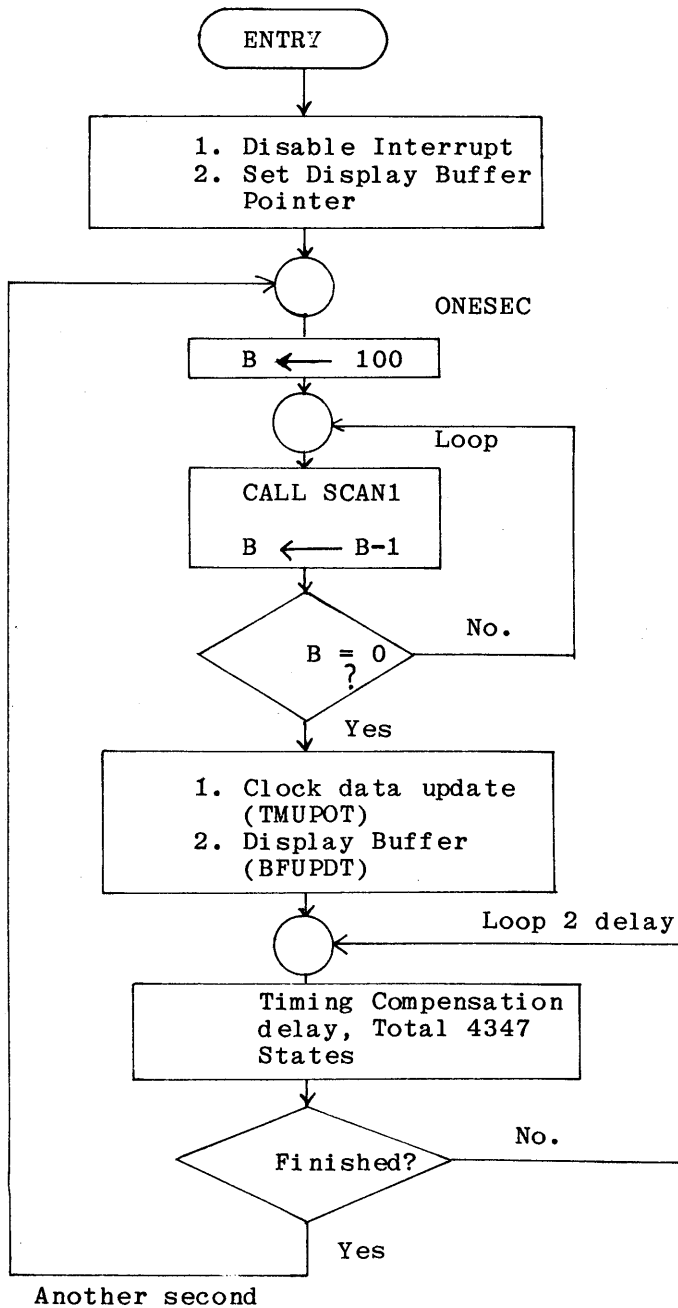 ENTRY
1. Disable Interrupt
2. Set Display Buffer
Pointer
ONESEC
B ← 100
Loop
CALL SCAN1
B ← B-1
No.
B = 0
?
Yes
1. Clock data update
(TMUPOT)
2. Display Buffer
(BFUPDT)
Loop 2 delay
Timing Compensation
delay, Total 4347
States
No.
Finished?
Yes
Another second